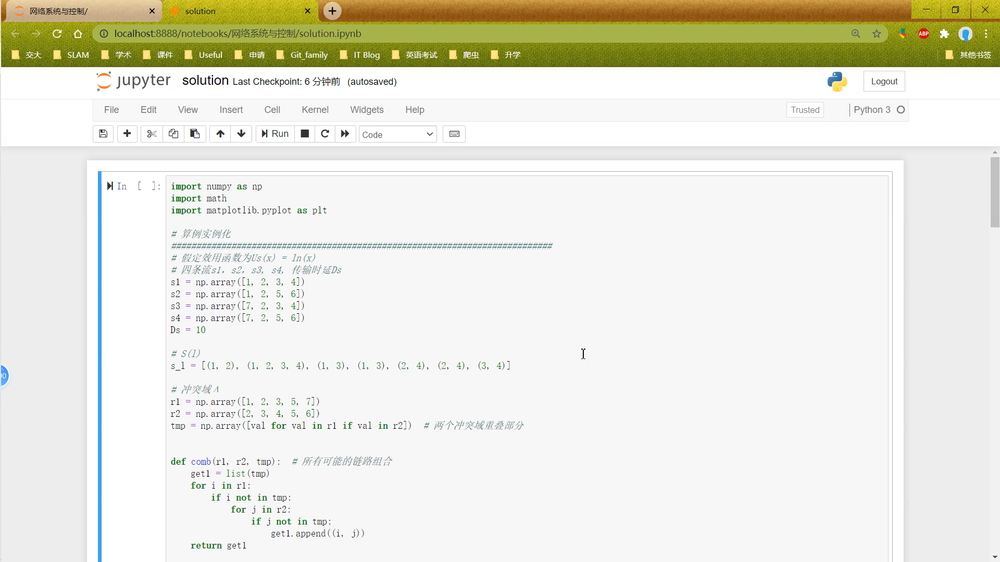 网络系统与控制/
solution
localhost:8888/notebooks/网络系统与控制/solution.ipynb
ABP
交大 SLAM 学术 课件 Useful 申请 Git_family IT Blog 英语考试 爬虫 升学 其他书签
jupyter solution Last Checkpoint: 6 分钟前 (autosaved)
Logout
File Edit View Insert Cell Kernel Widgets Help
Trusted Python 3
Run Code
In [ ]:
import numpy as np
import math
import matplotlib.pyplot as plt
# 算例实例化
############################################################################
# 假定效用函数为Us(x) = ln(x)
# 四条流s1, s2, s3, s4, 传输时延Ds
s1 = np.array([1, 2, 3, 4])
s2 = np.array([1, 2, 5, 6])
s3 = np.array([7, 2, 3, 4])
s4 = np.array([7, 2, 5, 6])
Ds = 10
# S(l)
s_l = [(1, 2), (1, 2, 3, 4), (1, 3), (1, 3), (2, 4), (2, 4), (3, 4)]
# 冲突域Λ
r1 = np.array([1, 2, 3, 5, 7])
r2 = np.array([2, 3, 4, 5, 6])
tmp = np.array([val for val in r1 if val in r2])  # 两个冲突域重叠部分
def comb(r1, r2, tmp):  # 所有可能的链路组合
    getl = list(tmp)
    for i in r1:
        if i not in tmp:
            for j in r2:
                if j not in tmp:
                    getl.append((i, j))
    return getl